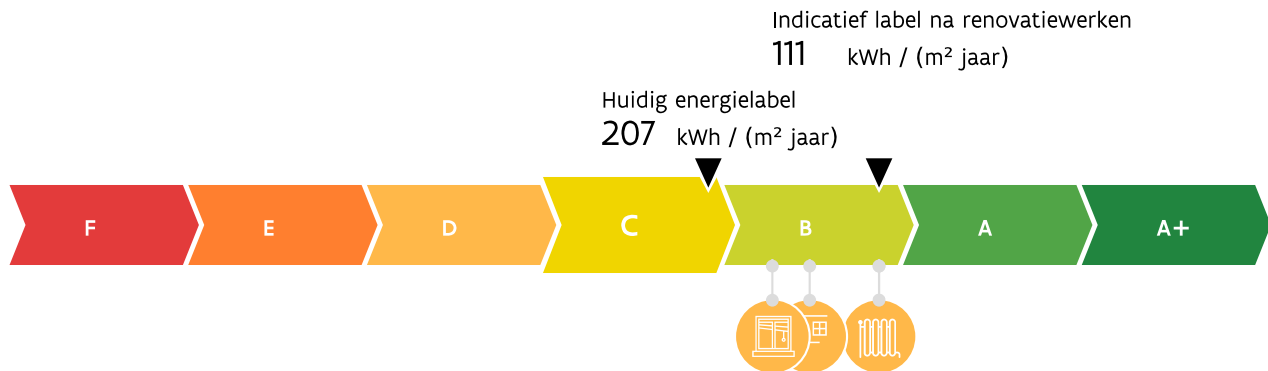 Indicatief label na renovatiewerken
111 kWh / (m² jaar)
Huidig energielabel
207 kWh / (m² jaar)
F E D C B A A+